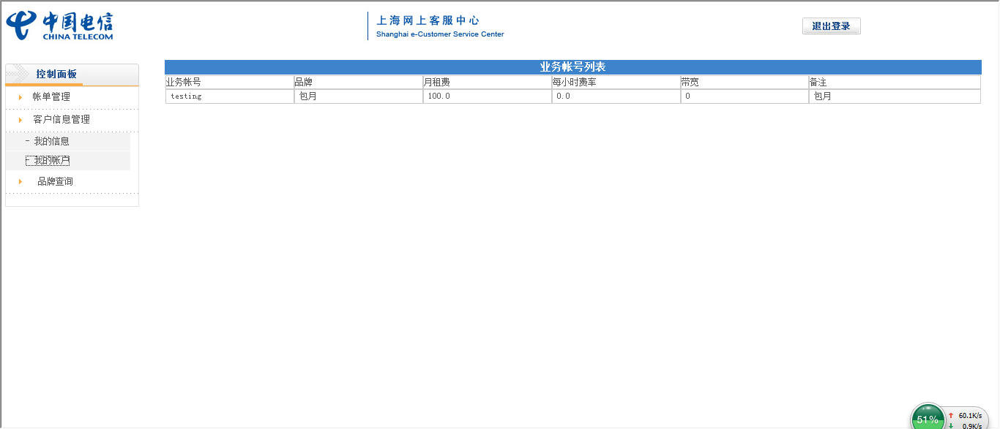 中国电信
CHINA TELECOM
上海网上客服中心
Shanghai e-Customer Service Center
退出登录
控制面板
帐单管理
客户信息管理
- 我的信息
- 我的帐户
品牌查询
业务帐号列表
业务帐号 品牌 月租费 每小时费率 带宽 备注
testing 包月 100.0 0.0 0 包月
51% ↑ 60.1K/s
↓ 0.9K/s